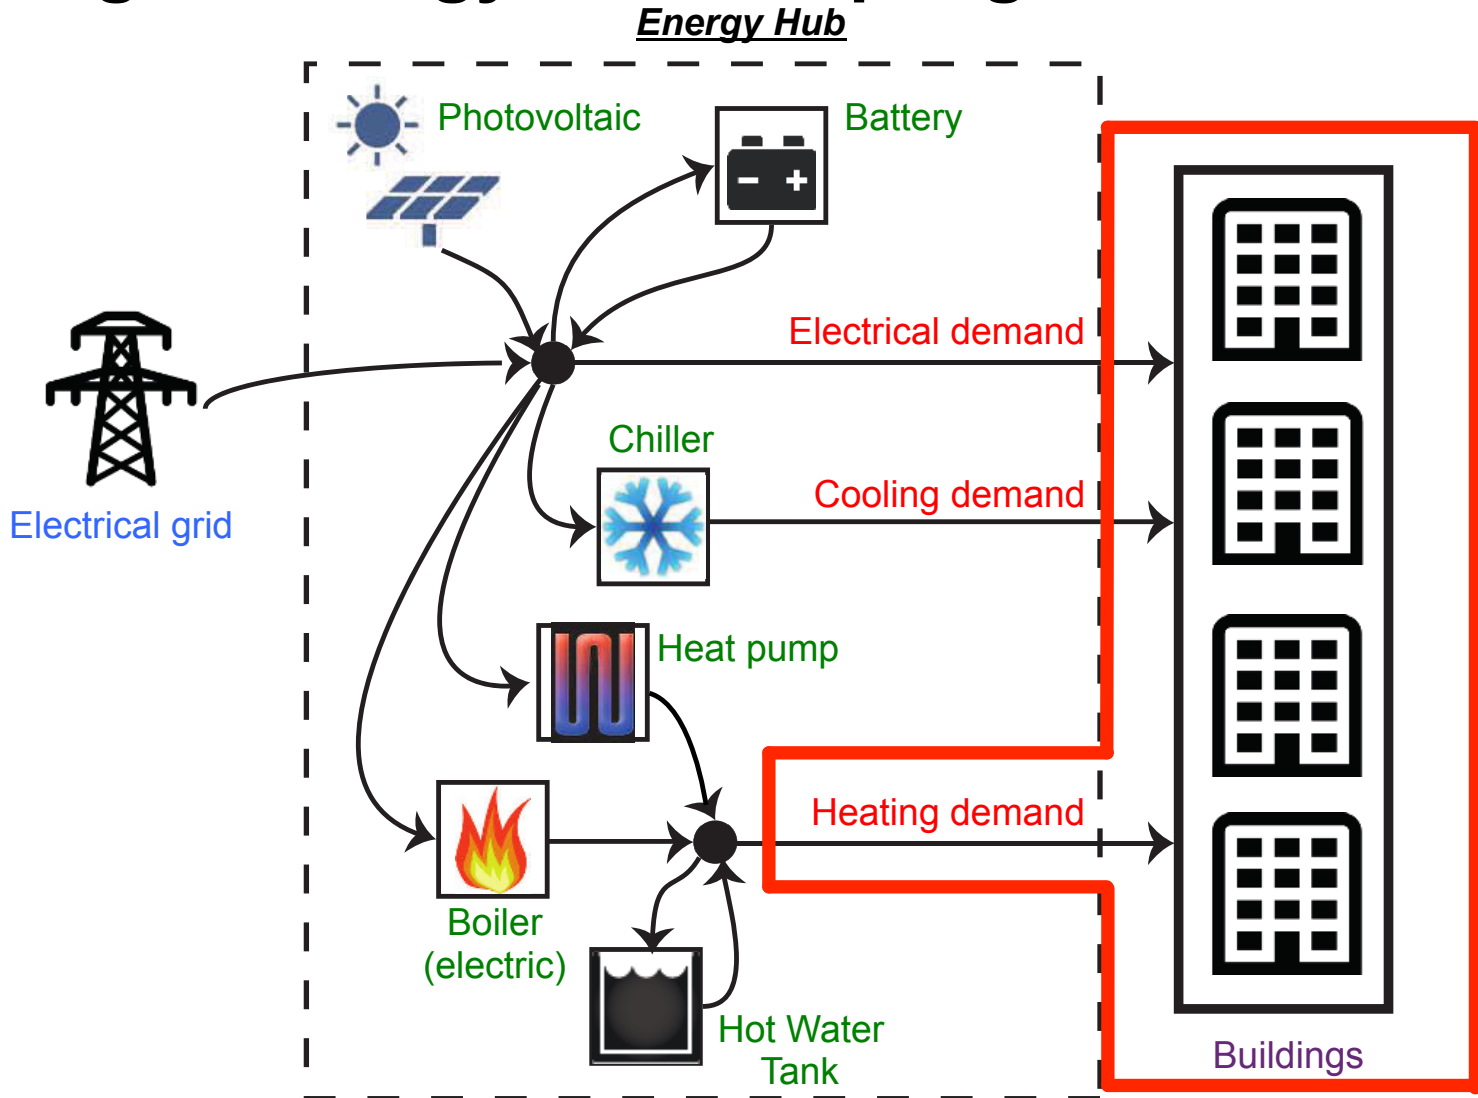 Energy Hub
Photovoltaic
Battery
Electrical demand
Chiller
Cooling demand
Electrical grid
Heat pump
Heating demand
Boiler
(electric)
Hot Water
Tank
Buildings